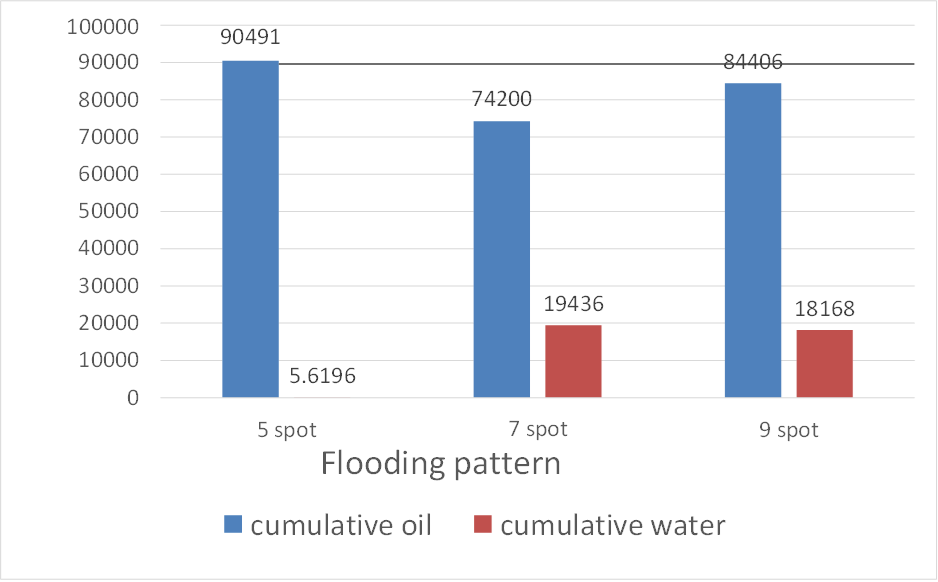 100000
90000
80000
70000
60000
50000
40000
30000
20000
10000
0
90491
5.6196
74200
19436
84406
18168
5 spot
7 spot
9 spot
Flooding pattern
cumulative oil
cumulative water